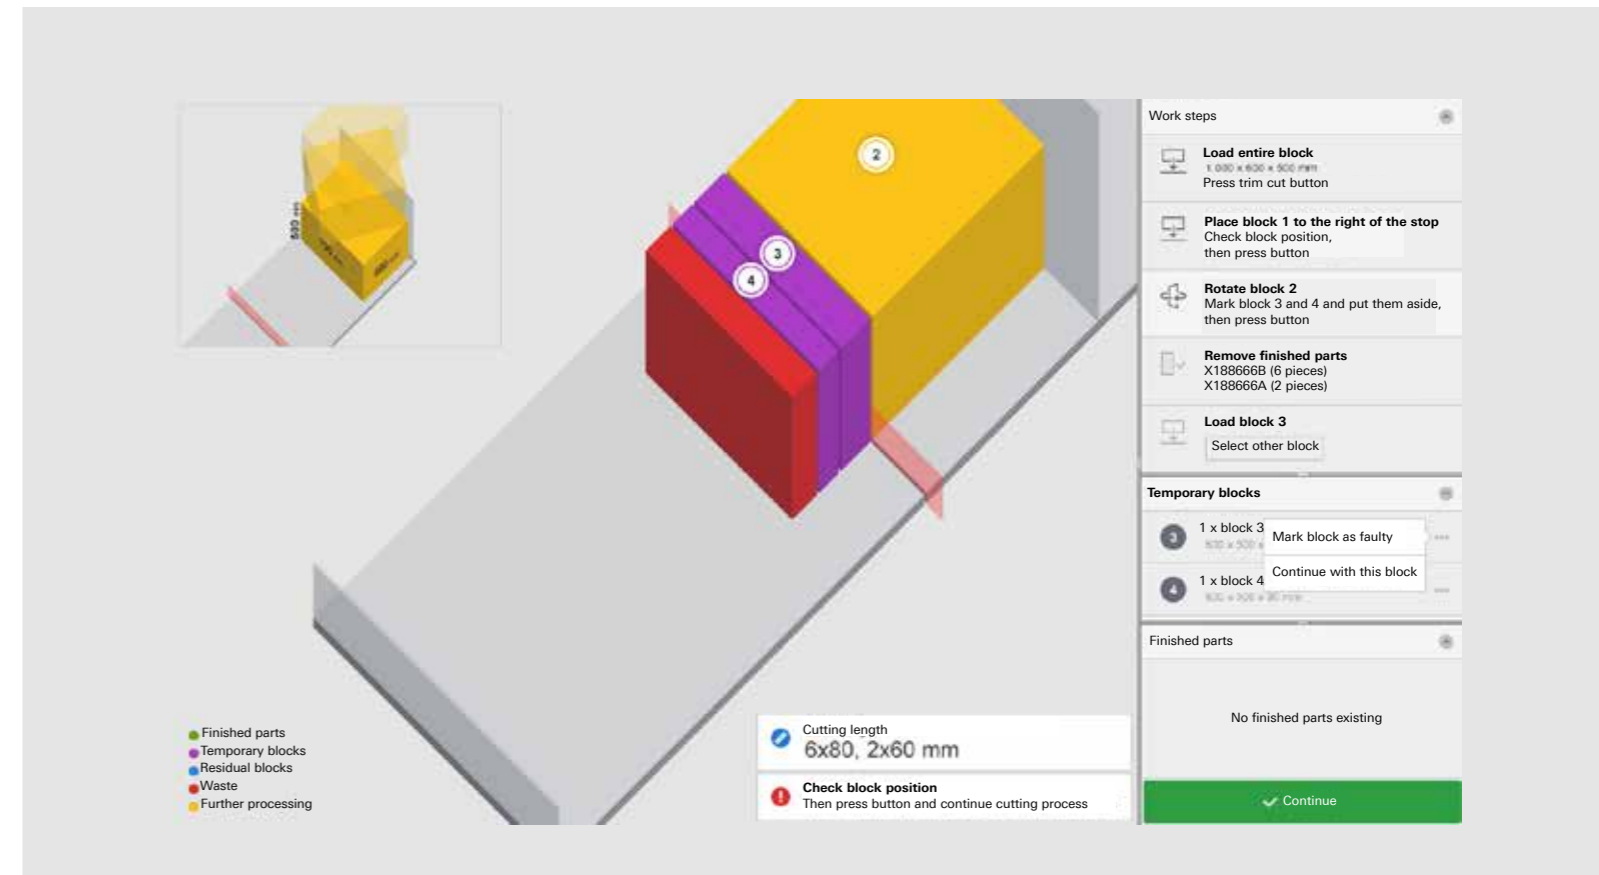 2
3
4
Finished parts
Temporary blocks
Residual blocks
Waste
Further processing
Cutting length
6x80, 2x60 mm
Check block position
Then press button and continue cutting process
Work steps
Load entire block
Press trim cut button
Place block 1 to the right of the stop
Check block position,
then press button
Rotate block 2
Mark block 3 and 4 and put them aside,
then press button
Remove finished parts
X188666B (6 pieces)
X188666A (2 pieces)
Load block 3
Select other block
Temporary blocks
3
1 x block 3
Mark block as faulty
Continue with this block
4
1 x block 4
Finished parts
No finished parts existing
Continue